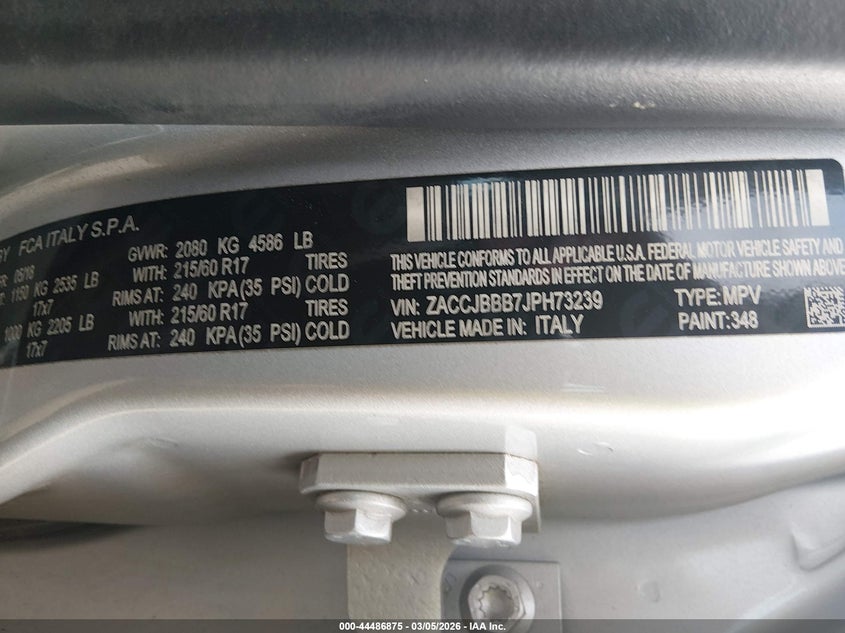 GY FCA ITALY S.P.A.
GVWR: 2080 KG 4586 LB
WITH: 215/60 R17 TIRES
KG 2535 LB RIMS AT: 240 KPA(35 PSI) COLD
17x7 WITH: 215/60 R17 TIRES
KG 2205 LB RIMS AT: 240 KPA(35 PSI) COLD
17x7
THIS VEHICLE CONFORMS TO ALL APPLICABLE U.S.A. FEDERAL MOTOR VEHICLE SAFETY AND
THEFT PREVENTION STANDARDS IN EFFECT ON THE DATE OF MANUFACTURE SHOWN ABOVE
VIN: ZACCJBBB7JPH73239 TYPE: MPV
VEHICLE MADE IN: ITALY PAINT: 348
000-44486875 | 03/05/2026 | IAA Inc.